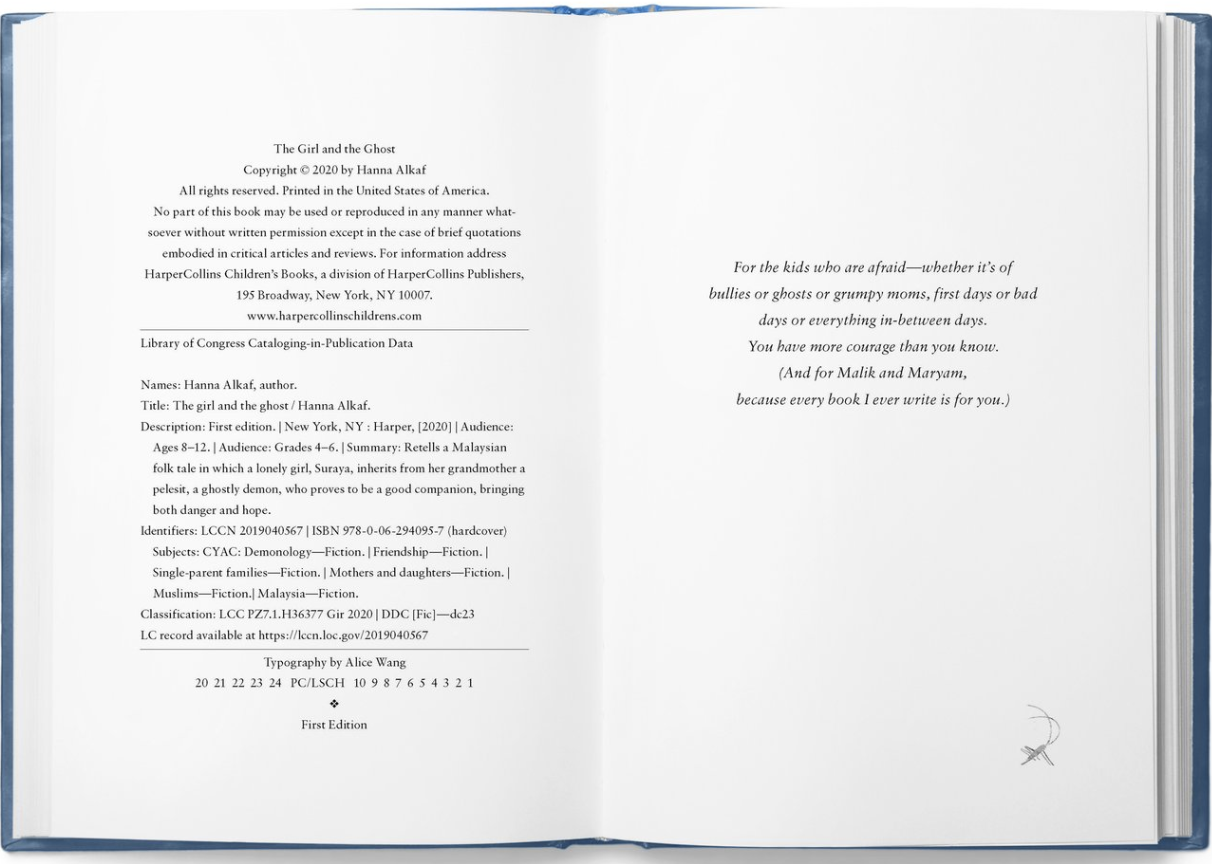 The Girl and the Ghost
Copyright © 2020 by Hanna Alkaf
All rights reserved. Printed in the United States of America.
No part of this book may be used or reproduced in any manner what-
soever without written permission except in the case of brief quotations
embodied in critical articles and reviews. For information address
HarperCollins Children's Books, a division of HarperCollins Publishers,
195 Broadway, New York, NY 10007.
www.harpercollinschildrens.com
Library of Congress Cataloging-in-Publication Data
Names: Hanna Alkaf, author.
Title: The girl and the ghost / Hanna Alkaf.
Description: First edition. | New York, NY : Harper, [2020] | Audience:
Ages 8–12. | Audience: Grades 4–6. | Summary: Retells a Malaysian
folk tale in which a lonely girl, Suraya, inherits from her grandmother a
pelesit, a ghostly demon, who proves to be a good companion, bringing
both danger and hope.
Identifiers: LCCN 2019040567 | ISBN 978-0-06-294095-7 (hardcover)
Subjects: CYAC: Demonology—Fiction. | Friendship—Fiction. |
Single-parent families—Fiction. | Mothers and daughters—Fiction. |
Muslims—Fiction.| Malaysia—Fiction.
Classification: LCC PZ7.1.H36377 Gir 2020 | DDC [Fic]—dc23
LC record available at https://lccn.loc.gov/2019040567
Typography by Alice Wang
20 21 22 23 24 PC/LSCH 10 9 8 7 6 5 4 3 2 1
❖
First Edition
For the kids who are afraid—whether it's of
bullies or ghosts or grumpy moms, first days or bad
days or everything in-between days.
You have more courage than you know.
(And for Malik and Maryam,
because every book I ever write is for you.)